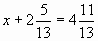 x + 2 5/13 = 4 11/13